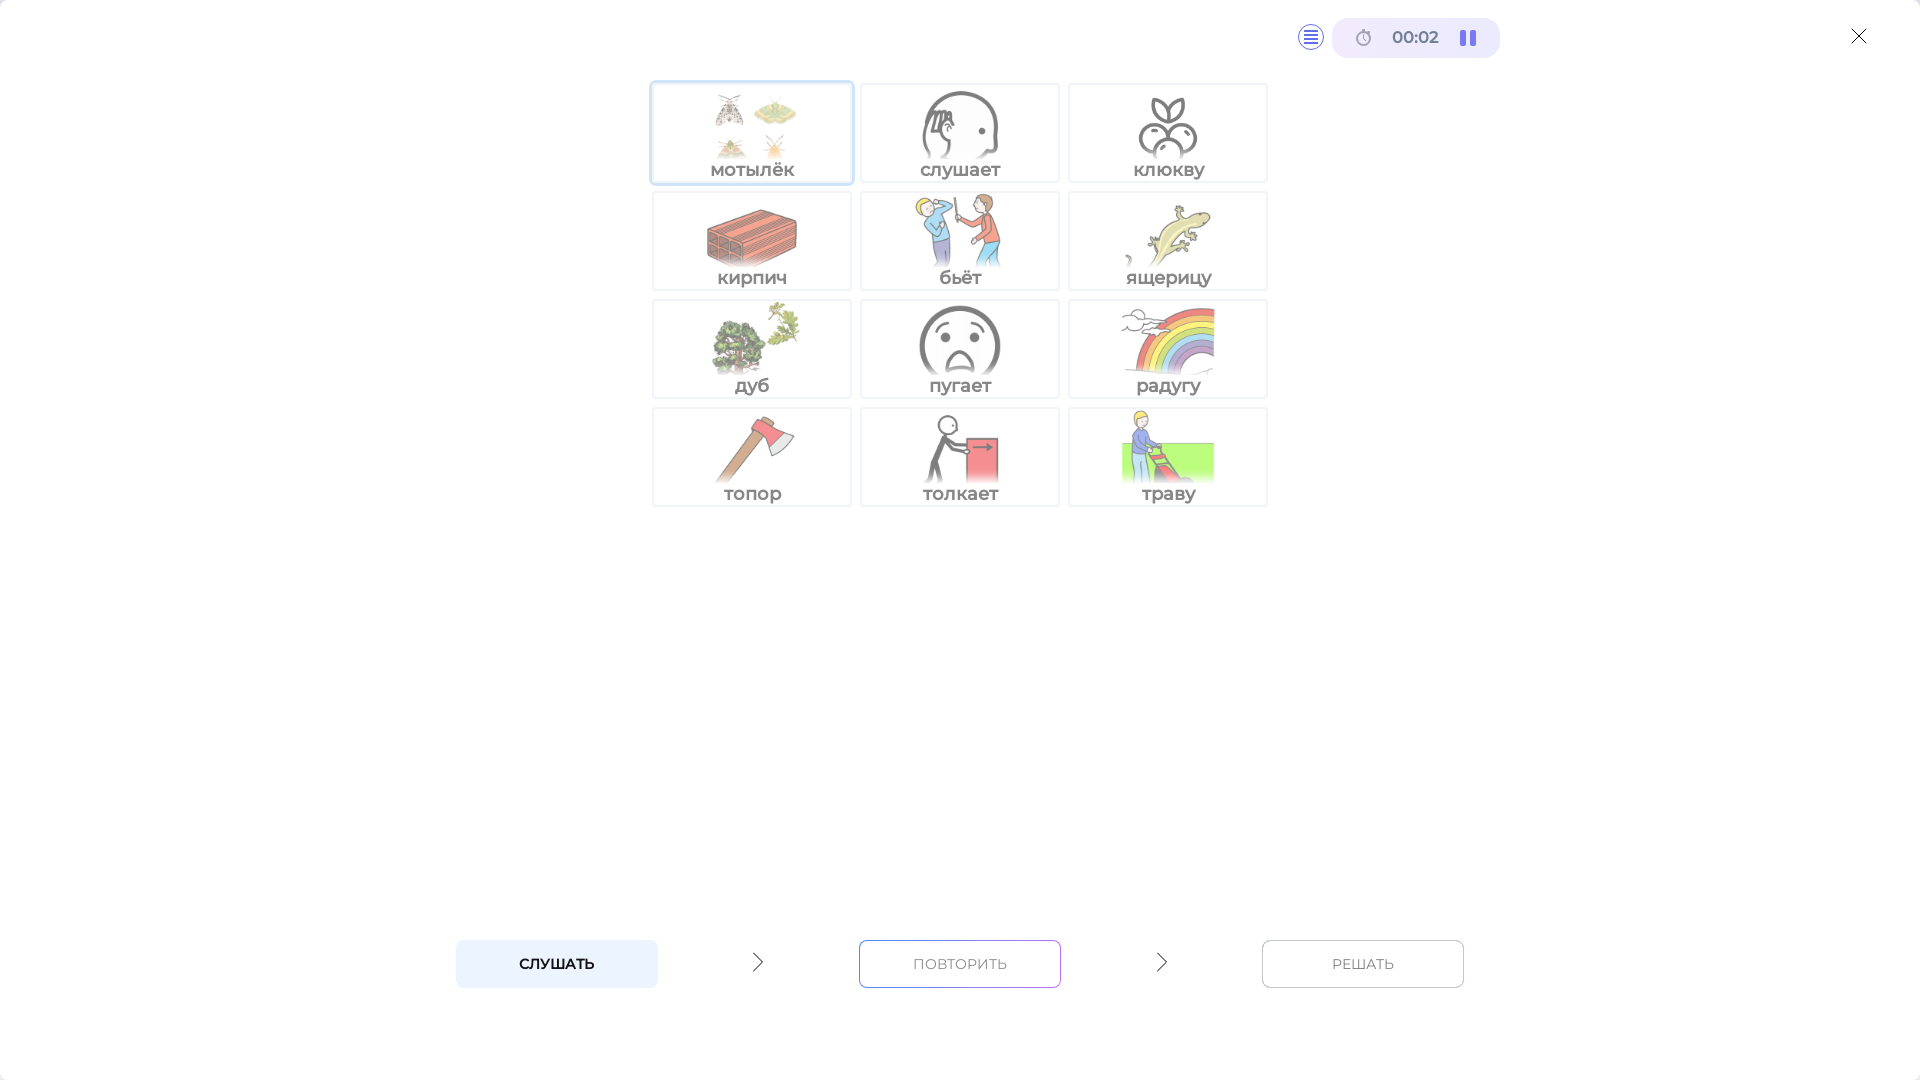 00:02
мотылёк
слушает
клюкву
кирпич
бьёт
ящерицу
дуб
пугает
радугу
топор
толкает
траву
СЛУШАТЬ
ПОВТОРИТЬ
РЕШАТЬ